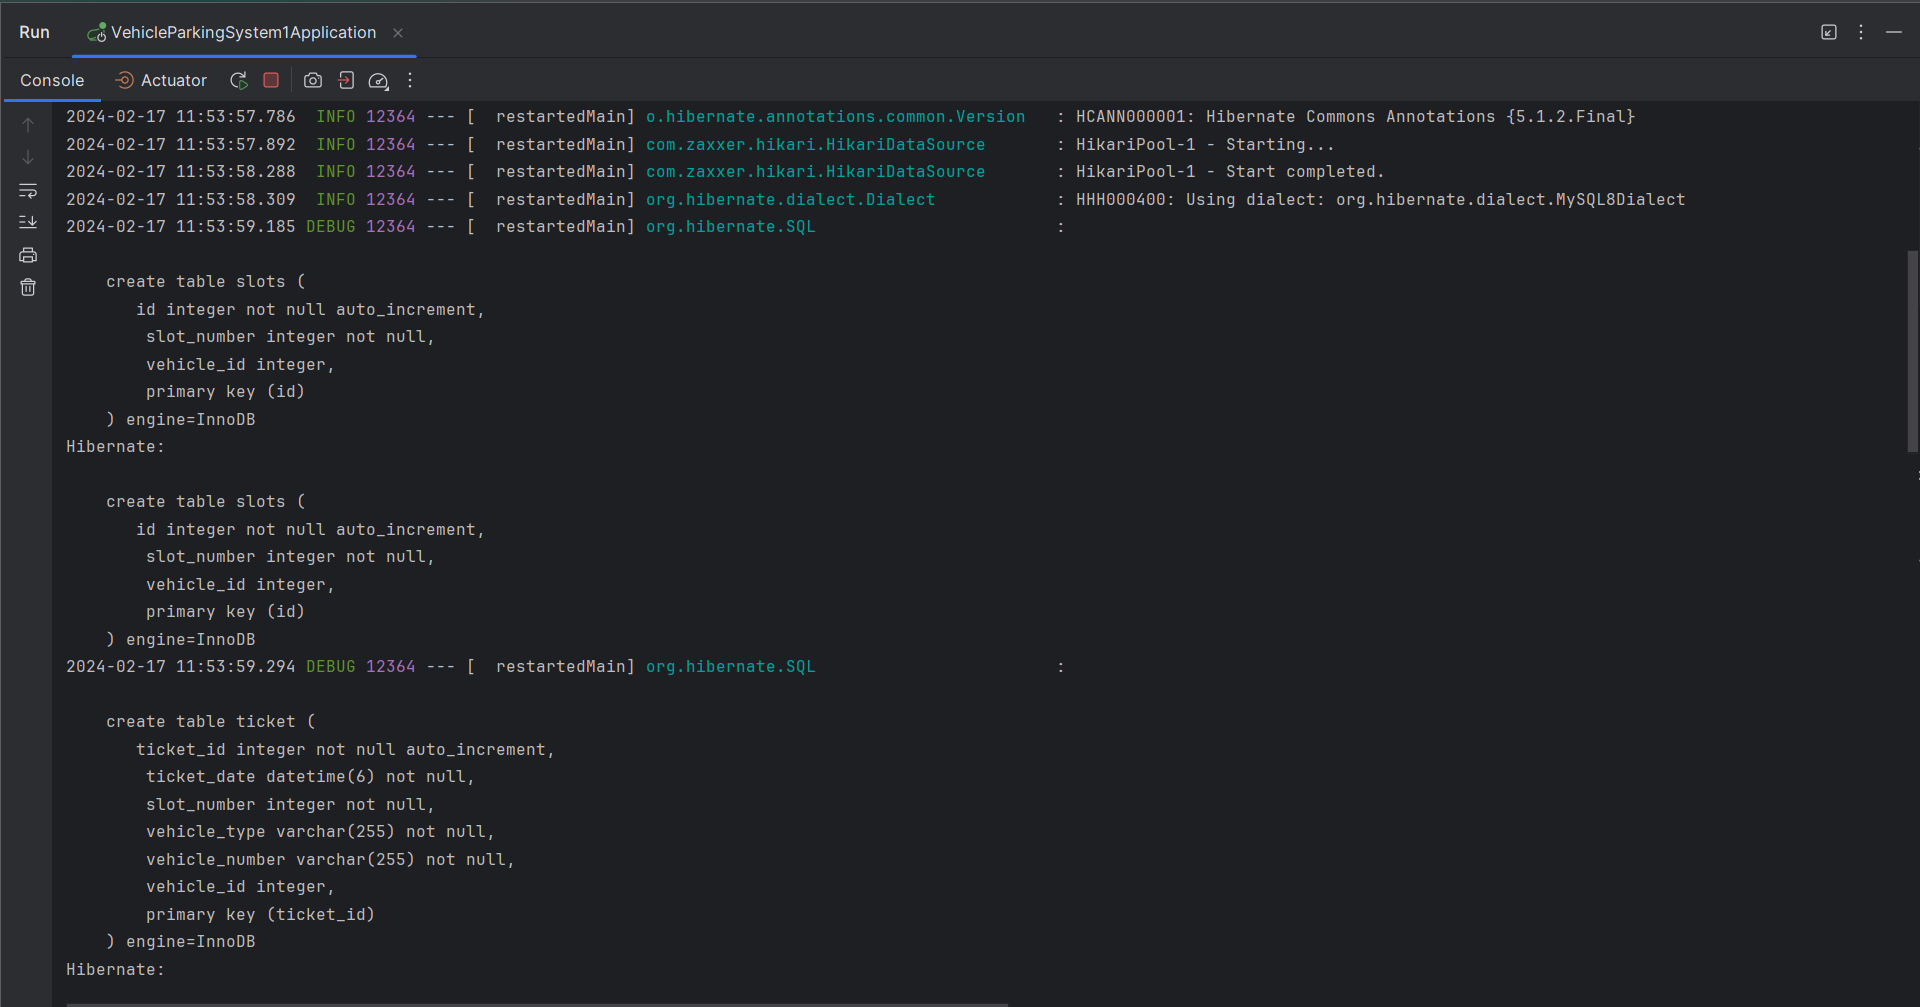 Run VehicleParkingSystem1Application
Console Actuator
2024-02-17 11:53:57.786  INFO 12364 --- [  restartedMain] o.hibernate.annotations.common.Version   : HCANN000001: Hibernate Commons Annotations {5.1.2.Final}
2024-02-17 11:53:57.892  INFO 12364 --- [  restartedMain] com.zaxxer.hikari.HikariDataSource       : HikariPool-1 - Starting...
2024-02-17 11:53:58.288  INFO 12364 --- [  restartedMain] com.zaxxer.hikari.HikariDataSource       : HikariPool-1 - Start completed.
2024-02-17 11:53:58.309  INFO 12364 --- [  restartedMain] org.hibernate.dialect.Dialect            : HHH000400: Using dialect: org.hibernate.dialect.MySQL8Dialect
2024-02-17 11:53:59.185 DEBUG 12364 --- [  restartedMain] org.hibernate.SQL                        :
    create table slots (
       id integer not null auto_increment,
        slot_number integer not null,
        vehicle_id integer,
        primary key (id)
    ) engine=InnoDB
Hibernate:
    create table slots (
       id integer not null auto_increment,
        slot_number integer not null,
        vehicle_id integer,
        primary key (id)
    ) engine=InnoDB
2024-02-17 11:53:59.294 DEBUG 12364 --- [  restartedMain] org.hibernate.SQL                        :
    create table ticket (
       ticket_id integer not null auto_increment,
        ticket_date datetime(6) not null,
        slot_number integer not null,
        vehicle_type varchar(255) not null,
        vehicle_number varchar(255) not null,
        vehicle_id integer,
        primary key (ticket_id)
    ) engine=InnoDB
Hibernate: